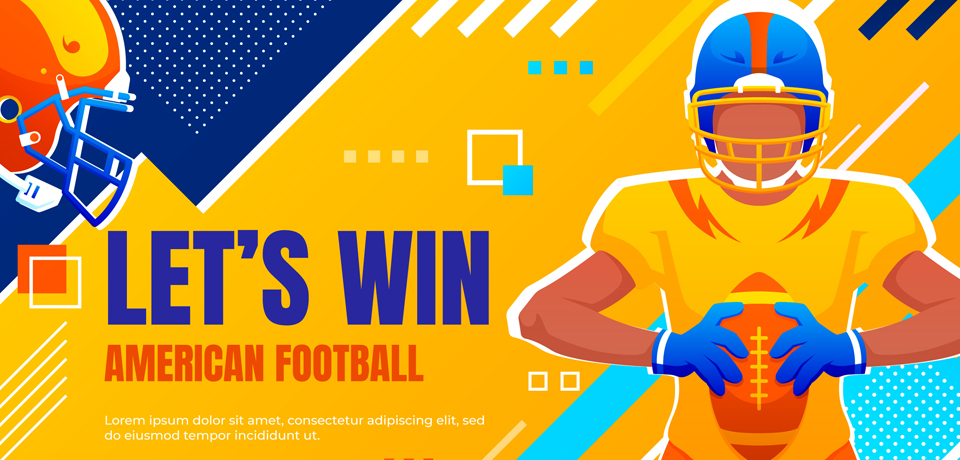 LET'S WIN
AMERICAN FOOTBALL
Lorem ipsum dolor sit amet, consectetur adipiscing elit, sed
do eiusmod tempor incididunt ut.